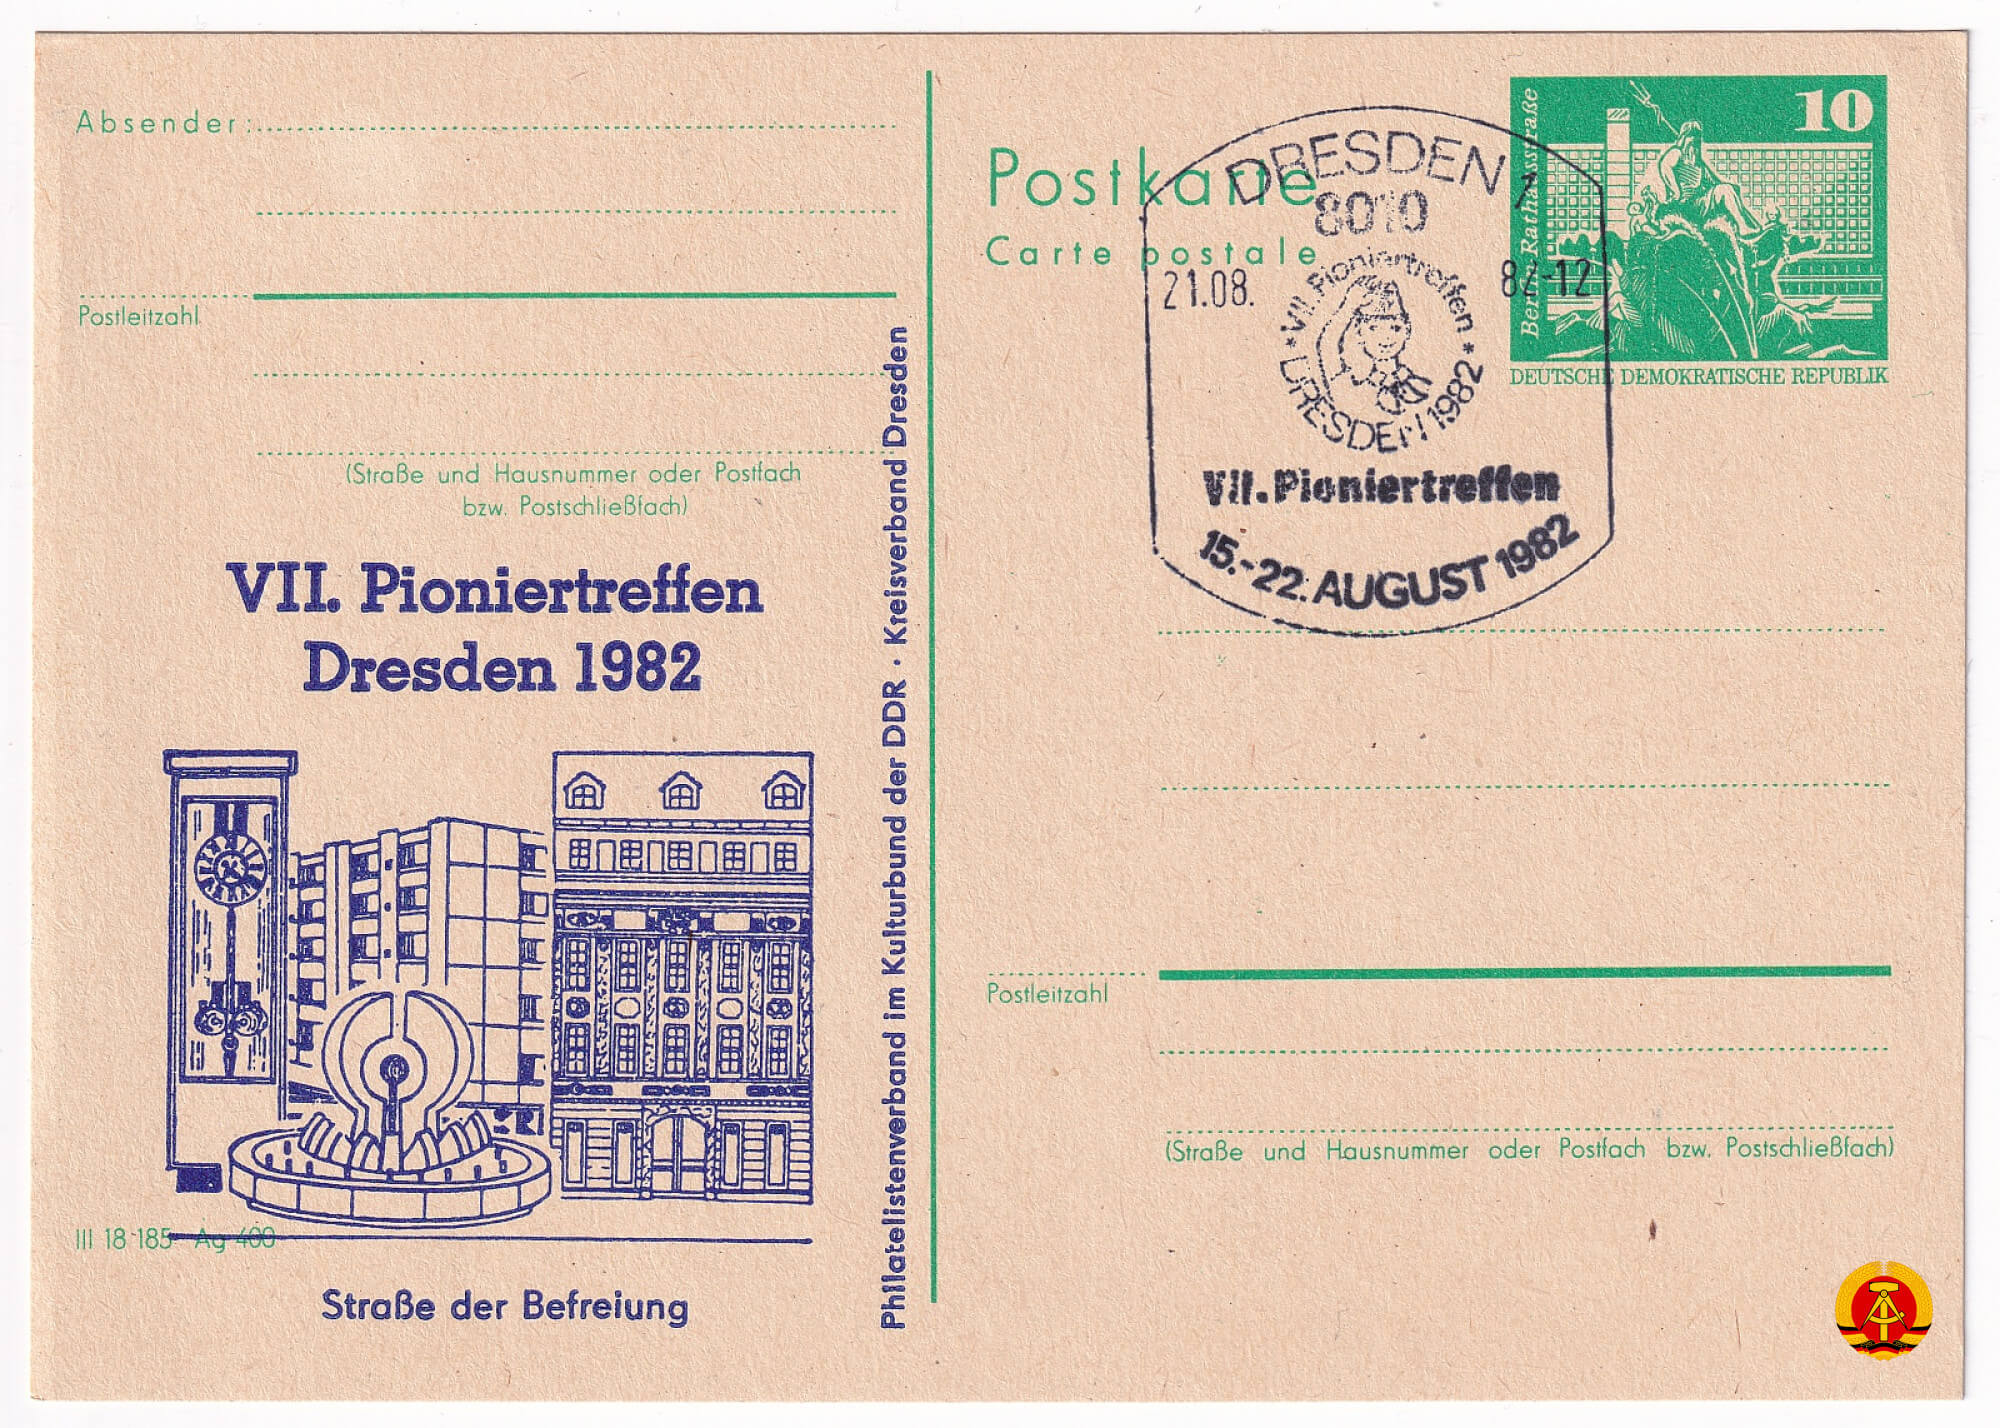 Absender:
Postleitzahl
(Straße und Hausnummer oder Postfach
bzw. Postschließfach)
VII. Pioniertreffen
Dresden 1982
III 18 185 Ag 400
Straße der Befreiung
Philatelistenverband im Kulturbund der DDR · Kreisverband Dresden
Postkarte
Carte postale
DRESDEN 1
8010
21.08. 82-12
* VII. Pioniertreffen *
DRESDEN 1982
VII. Pioniertreffen
15.-22. AUGUST 1982
10
Rathausstraße
DEUTSCHE DEMOKRATISCHE REPUBLIK
Postleitzahl
(Straße und Hausnummer oder Postfach bzw. Postschließfach)